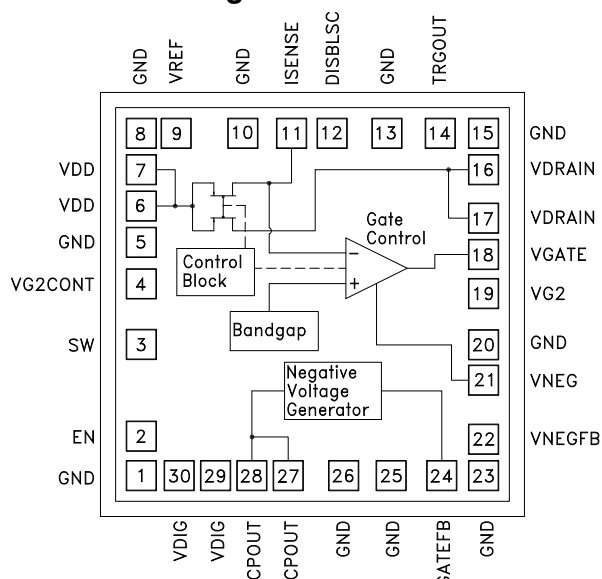 GND
VREF
GND
ISENSE
DISBLSC
GND
TRGOUT
8
9
10
11
12
13
14
15
GND
VDD
7
16
VDRAIN
VDD
6
17
VDRAIN
GND
5
Gate
Control
18
VGATE
VG2CONT
4
Control
Block
−
+
19
VG2
Bandgap
SW
3
20
GND
Negative
Voltage
Generator
21
VNEG
EN
2
22
VNEGFB
GND
1
30
29
28
27
26
25
24
23
VDIG
VDIG
CPOUT
CPOUT
GND
GND
GND